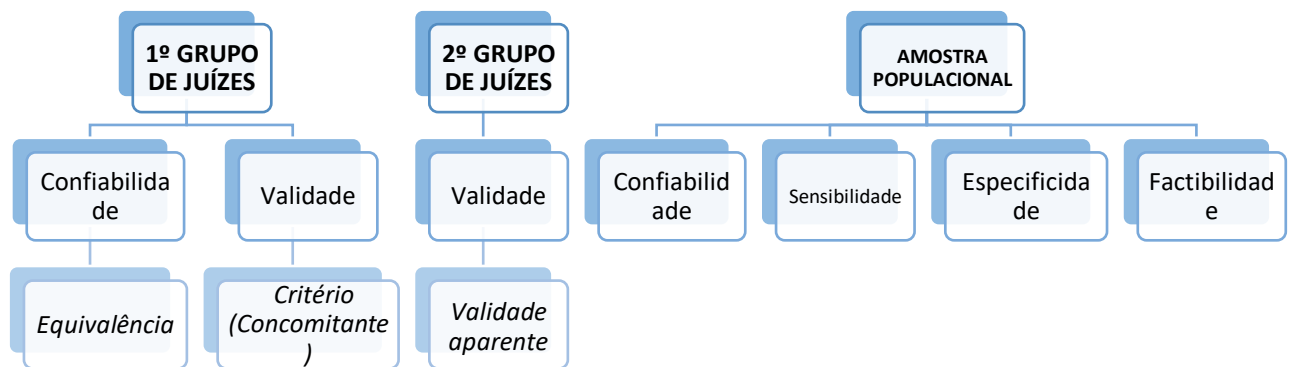 1º GRUPO
DE JUÍZES
2º GRUPO
DE JUÍZES
AMOSTRA
POPULACIONAL
Confiabilida
de
Validade
Validade
Confiabilid
ade
Sensibilidade
Especificida
de
Factibilidad
e
Equivalência
Critério
(Concomitante
)
Validade
aparente